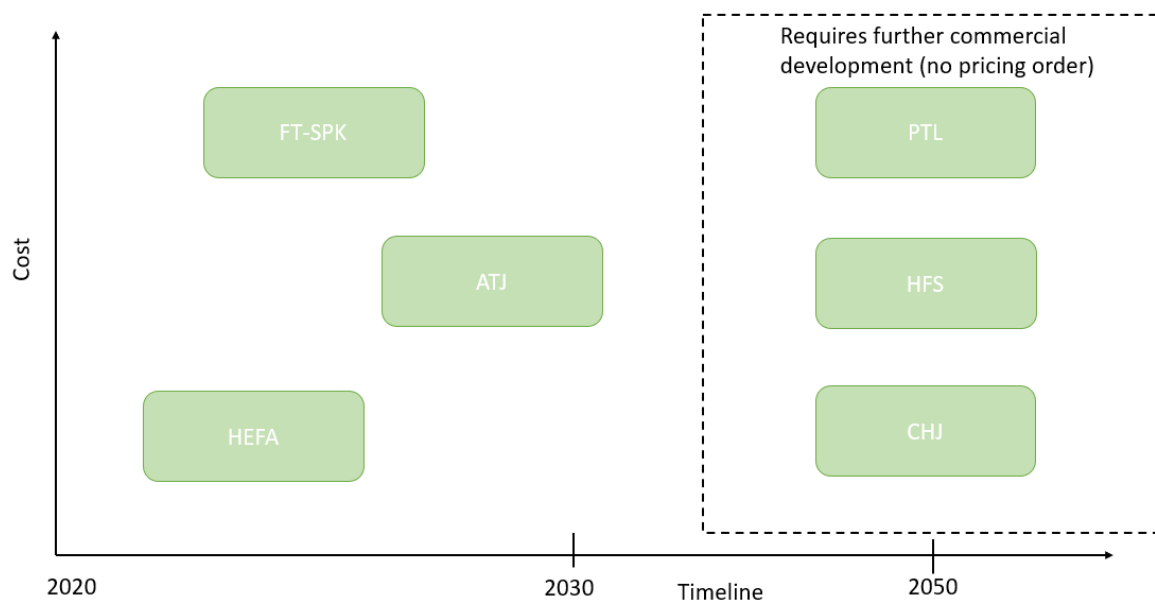 Requires further commercial
development (no pricing order)
FT-SPK
PTL
Cost
ATJ
HFS
HEFA
CHJ
2020
2030
Timeline
2050